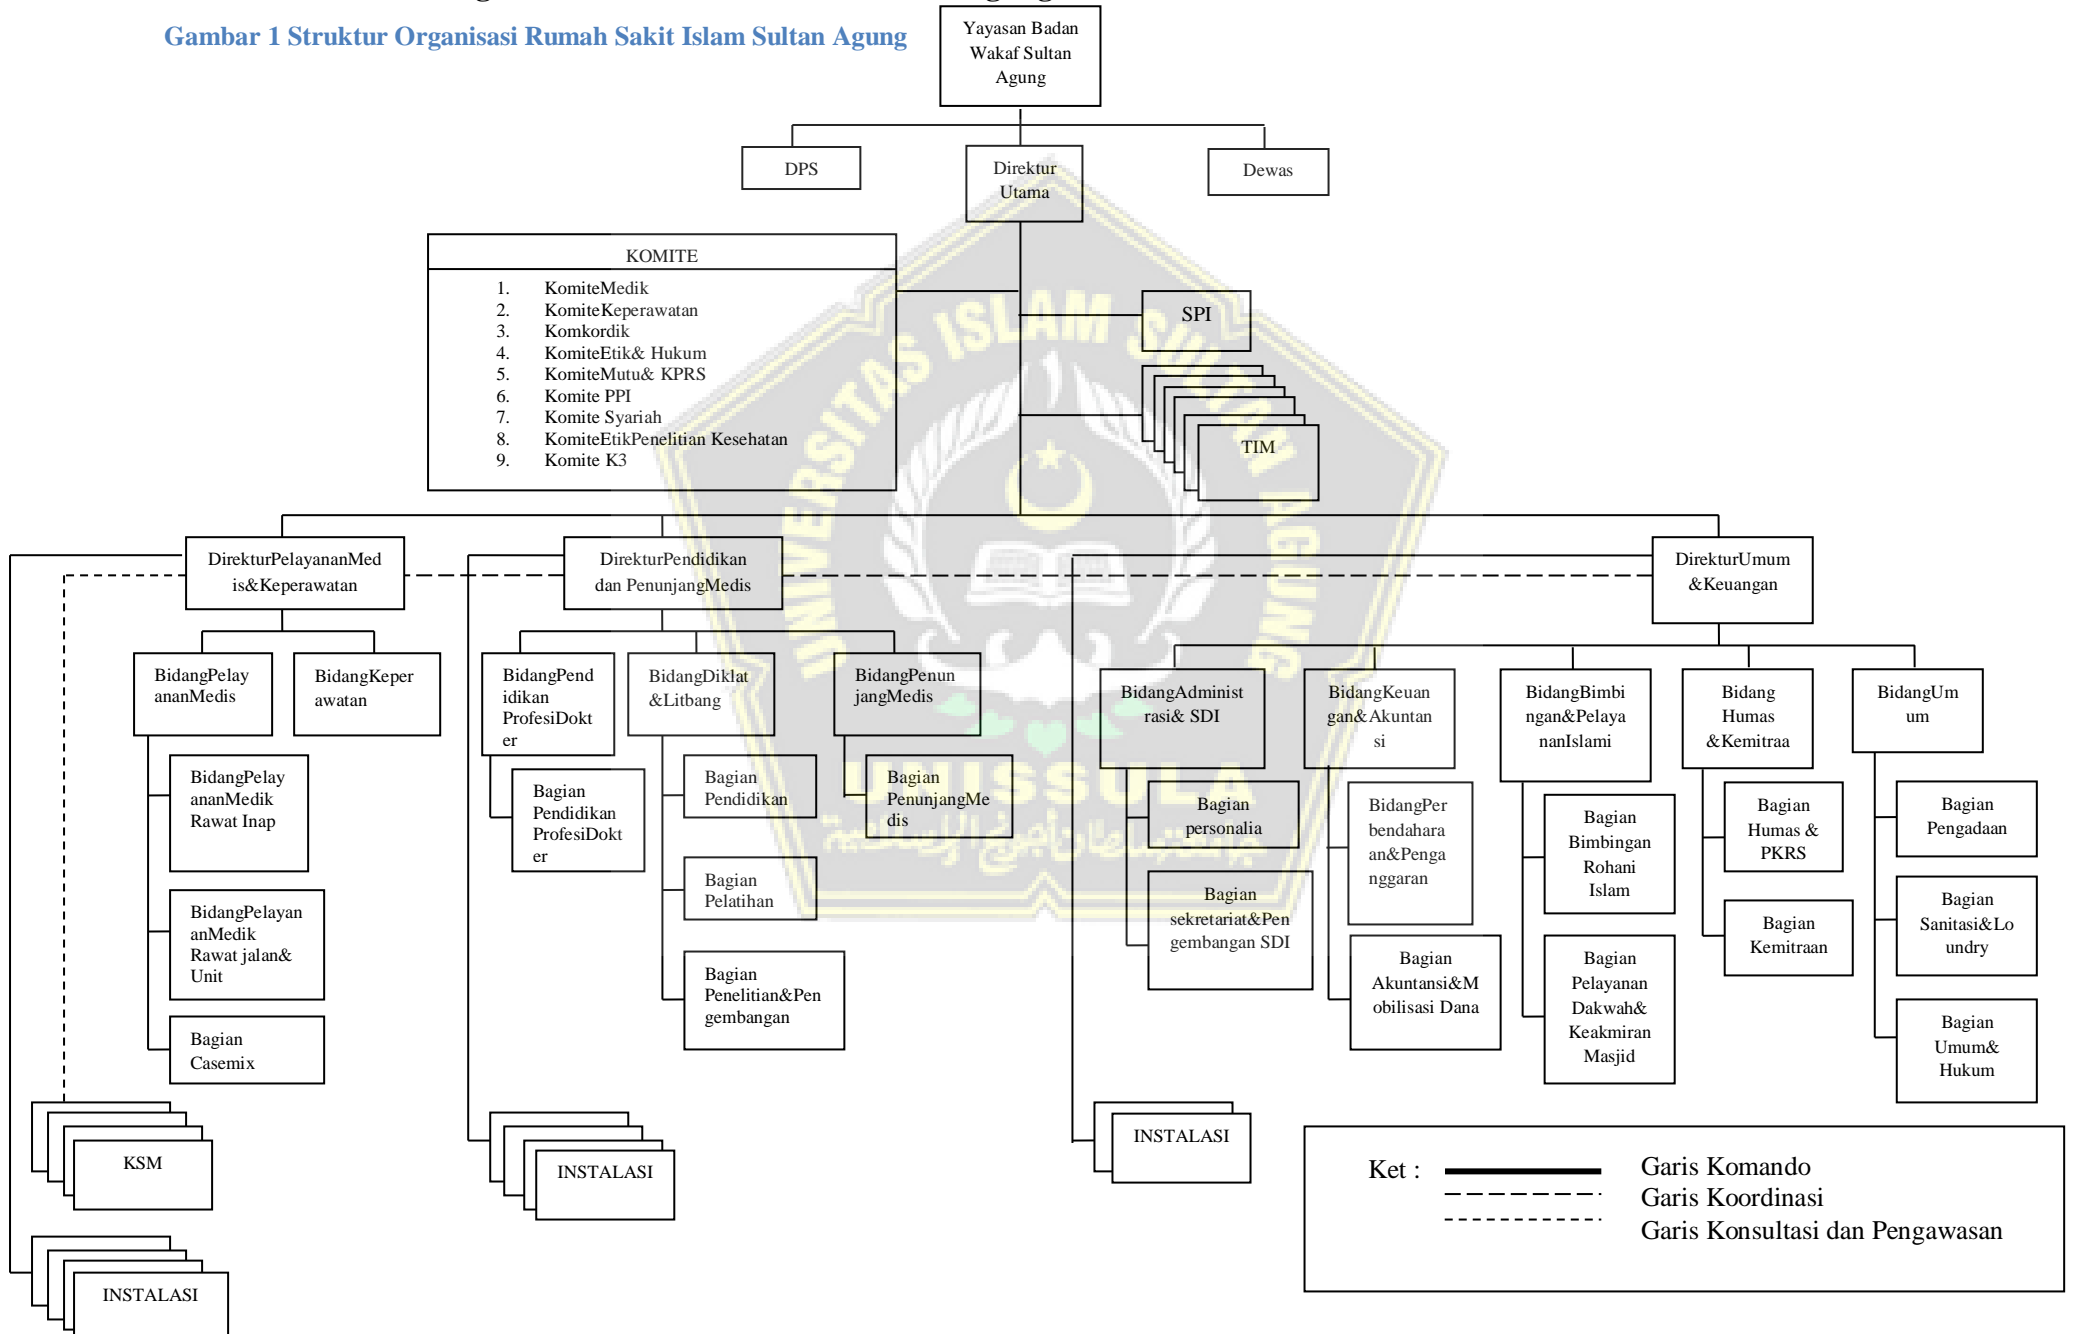 Gambar 1 Struktur Organisasi Rumah Sakit Islam Sultan Agung
Yayasan Badan
Wakaf Sultan
Agung
DPS
Direktur
Utama
Dewas
KOMITE
1. KomiteMedik
2. KomiteKeperawatan
3. Komkordik
4. KomiteEtik& Hukum
5. KomiteMutu& KPRS
6. Komite PPI
7. Komite Syariah
8. KomiteEtikPenelitian Kesehatan
9. Komite K3
SPI
TIM
UNIVERSITAS ISLAM SULTAN AGUNG
UNISSULA
DirekturPelayananMed
is&Keperawatan
DirekturPendidikan
dan PenunjangMedis
DirekturUmum
&Keuangan
BidangPelay
ananMedis
BidangKeper
awatan
BidangPend
idikan
ProfesiDokt
er
BidangDiklat
&Litbang
BidangPenun
jangMedis
BidangAdminist
rasi& SDI
BidangKeuan
gan&Akuntan
si
BidangBimbi
ngan&Pelaya
nanIslami
Bidang
Humas
&Kemitraa
BidangUm
um
BidangPelay
ananMedik
Rawat Inap
BidangPelayan
anMedik
Rawat jalan&
Unit
Bagian
Casemix
Bagian
Pendidikan
ProfesiDokt
er
Bagian
Pendidikan
Bagian
Pelatihan
Bagian
Penelitian&Pen
gembangan
Bagian
PenunjangMe
dis
Bagian
personalia
Bagian
sekretariat&Pen
gembangan SDI
BidangPer
bendahara
an&Penga
nggaran
Bagian
Akuntansi&M
obilisasi Dana
Bagian
Bimbingan
Rohani
Islam
Bagian
Pelayanan
Dakwah&
Keakmiran
Masjid
Bagian
Humas &
PKRS
Bagian
Kemitraan
Bagian
Pengadaan
Bagian
Sanitasi&Lo
undry
Bagian
Umum&
Hukum
KSM
INSTALASI
INSTALASI
INSTALASI
Ket : Garis Komando
Garis Koordinasi
Garis Konsultasi dan Pengawasan